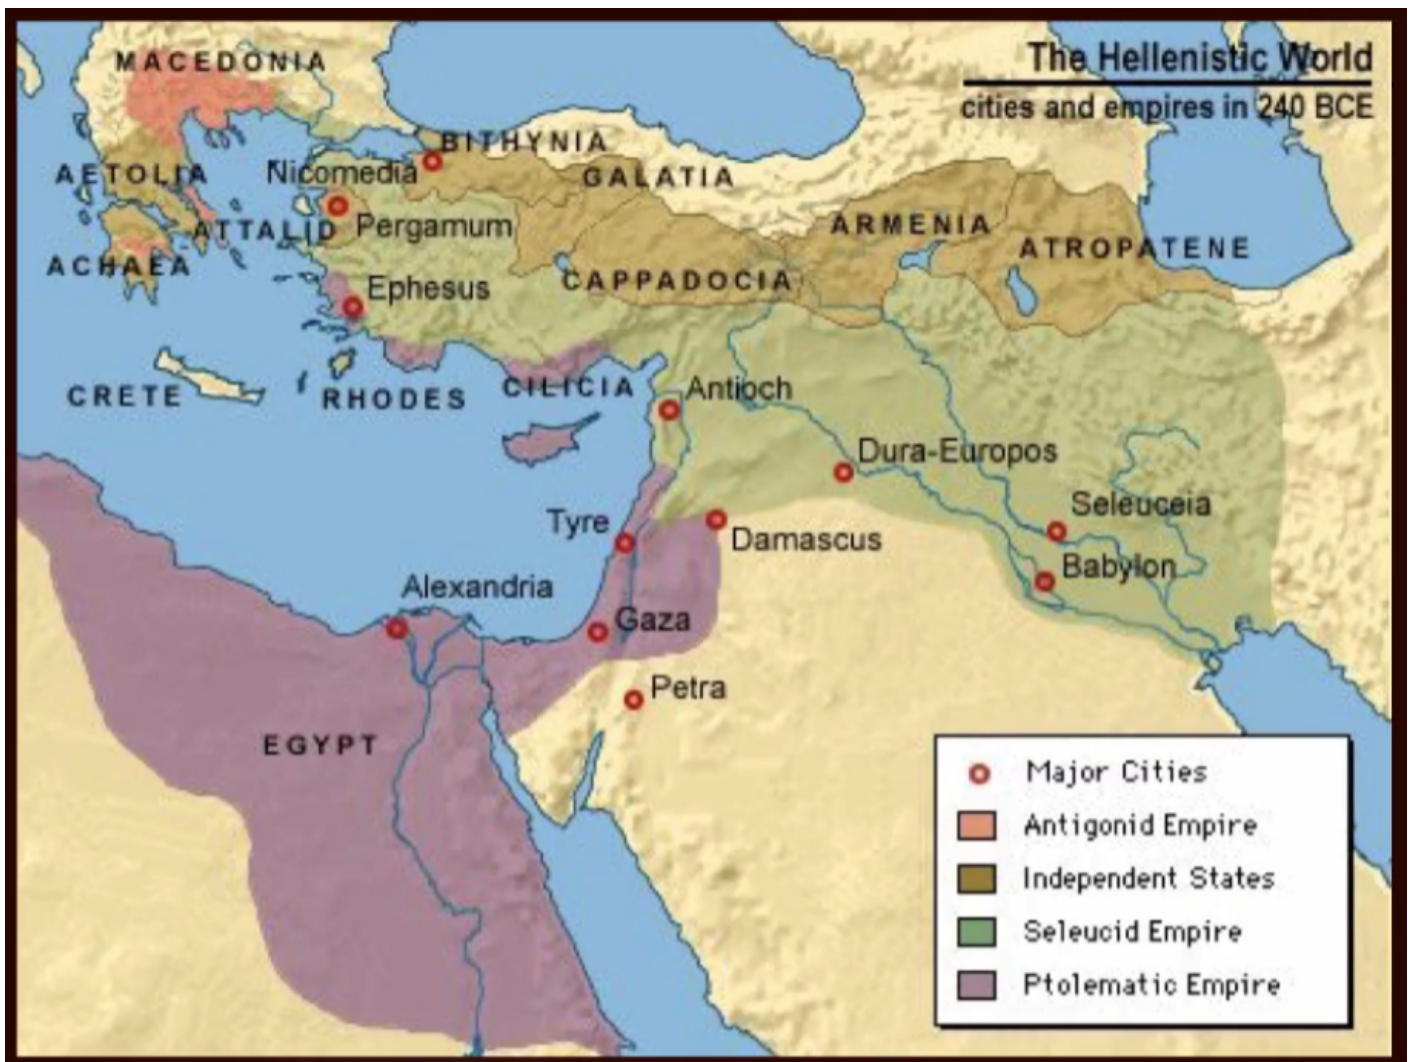 The Hellenistic World
cities and empires in 240 BCE
MACEDONIA
BITHYNIA
AETOLIA
Nicomedia
GALATIA
ATTALID
Pergamum
ARMENIA
ATROPATENE
ACHAEA
Ephesus
CAPPADOCIA
CRETE
RHODES
CILICIA
Antioch
Dura-Europos
Seleuceia
Tyre
Damascus
Babylon
Alexandria
Gaza
Petra
EGYPT
Major Cities
Antigonid Empire
Independent States
Seleucid Empire
Ptolematic Empire